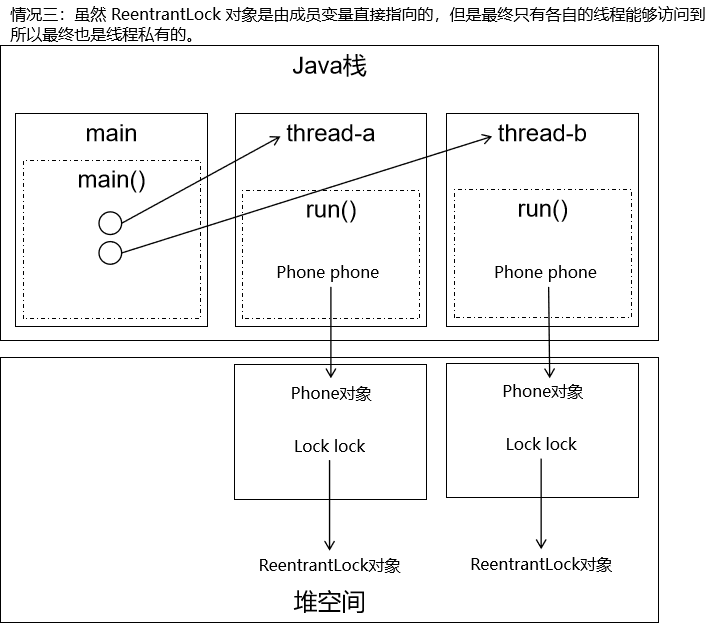 情况三：虽然 ReentrantLock 对象是由成员变量直接指向的，但是最终只有各自的线程能够访问到
所以最终也是线程私有的。
Java栈
main
thread-a
thread-b
main()
run()
run()
Phone phone
Phone phone
Phone对象
Phone对象
Lock lock
Lock lock
ReentrantLock对象
ReentrantLock对象
堆空间